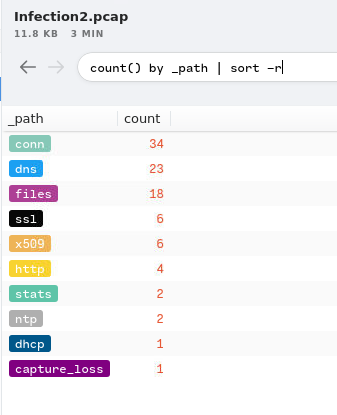 Infection2.pcap
11.8 KB 3 MIN
count() by _path | sort -r
_path count
conn 34
dns 23
files 18
ssl 6
x509 6
http 4
stats 2
ntp 2
dhcp 1
capture_loss 1